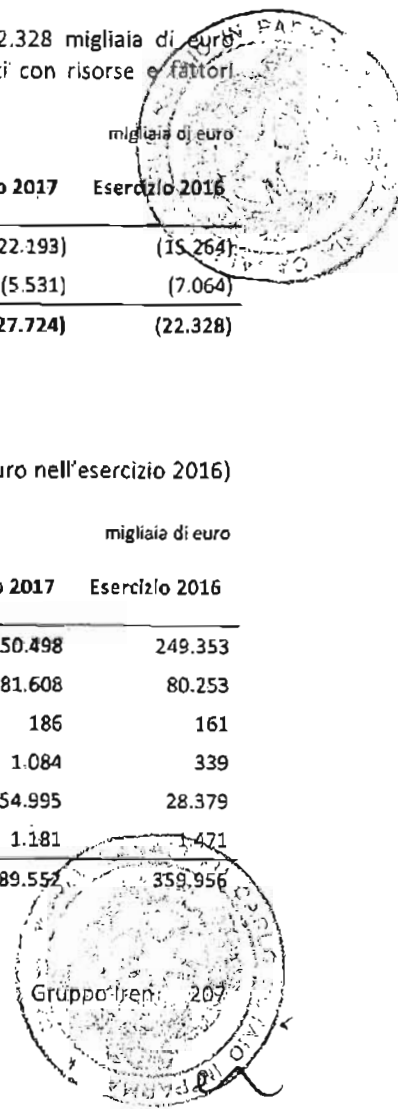 2.328 migliaia di euro
ti con risorse e fattori
migliaia di euro
o 2017 Esercizio 2016
22.193) (15.264)
(5.531) (7.064)
27.724) (22.328)
uro nell'esercizio 2016)
migliaia di euro
o 2017 Esercizio 2016
50.498 249.353
81.608 80.253
186 161
1.084 339
54.995 28.379
1.181 1.471
89.552 359.956
Gruppo Iren 207